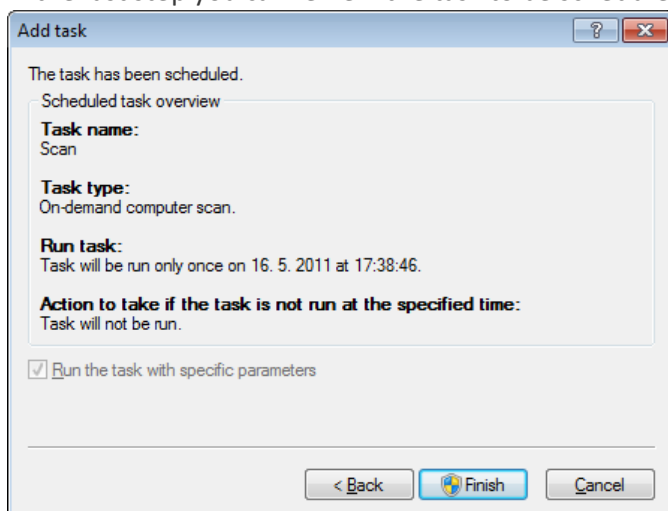 Add task
The task has been scheduled.
Scheduled task overview
Task name:
Scan
Task type:
On-demand computer scan.
Run task:
Task will be run only once on 16. 5. 2011 at 17:38:46.
Action to take if the task is not run at the specified time:
Task will not be run.
Run the task with specific parameters
< Back Finish Cancel